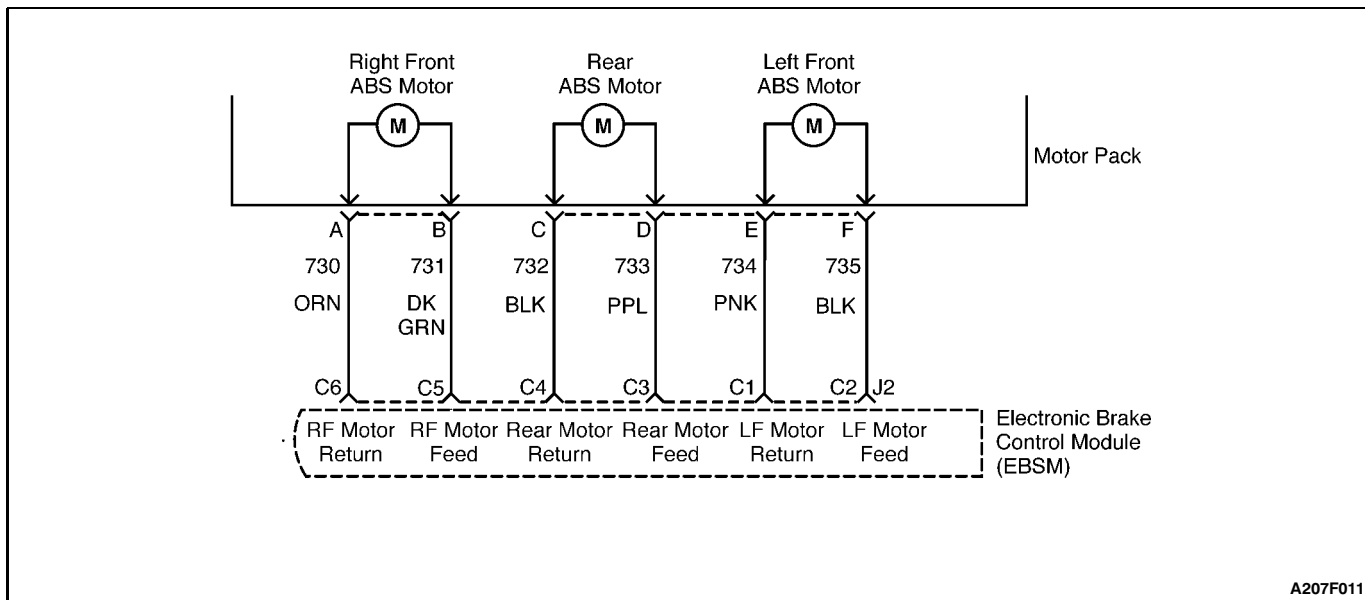 Right Front Rear Left Front
ABS Motor ABS Motor ABS Motor
M M M
Motor Pack
A B C D E F
730 731 732 733 734 735
ORN DK BLK PPL PNK BLK
GRN
C6 C5 C4 C3 C1 C2 J2
RF Motor RF Motor Rear Motor Rear Motor LF Motor LF Motor
Return Feed Return Feed Return Feed
Electronic Brake
Control Module
(EBSM)
A207F011